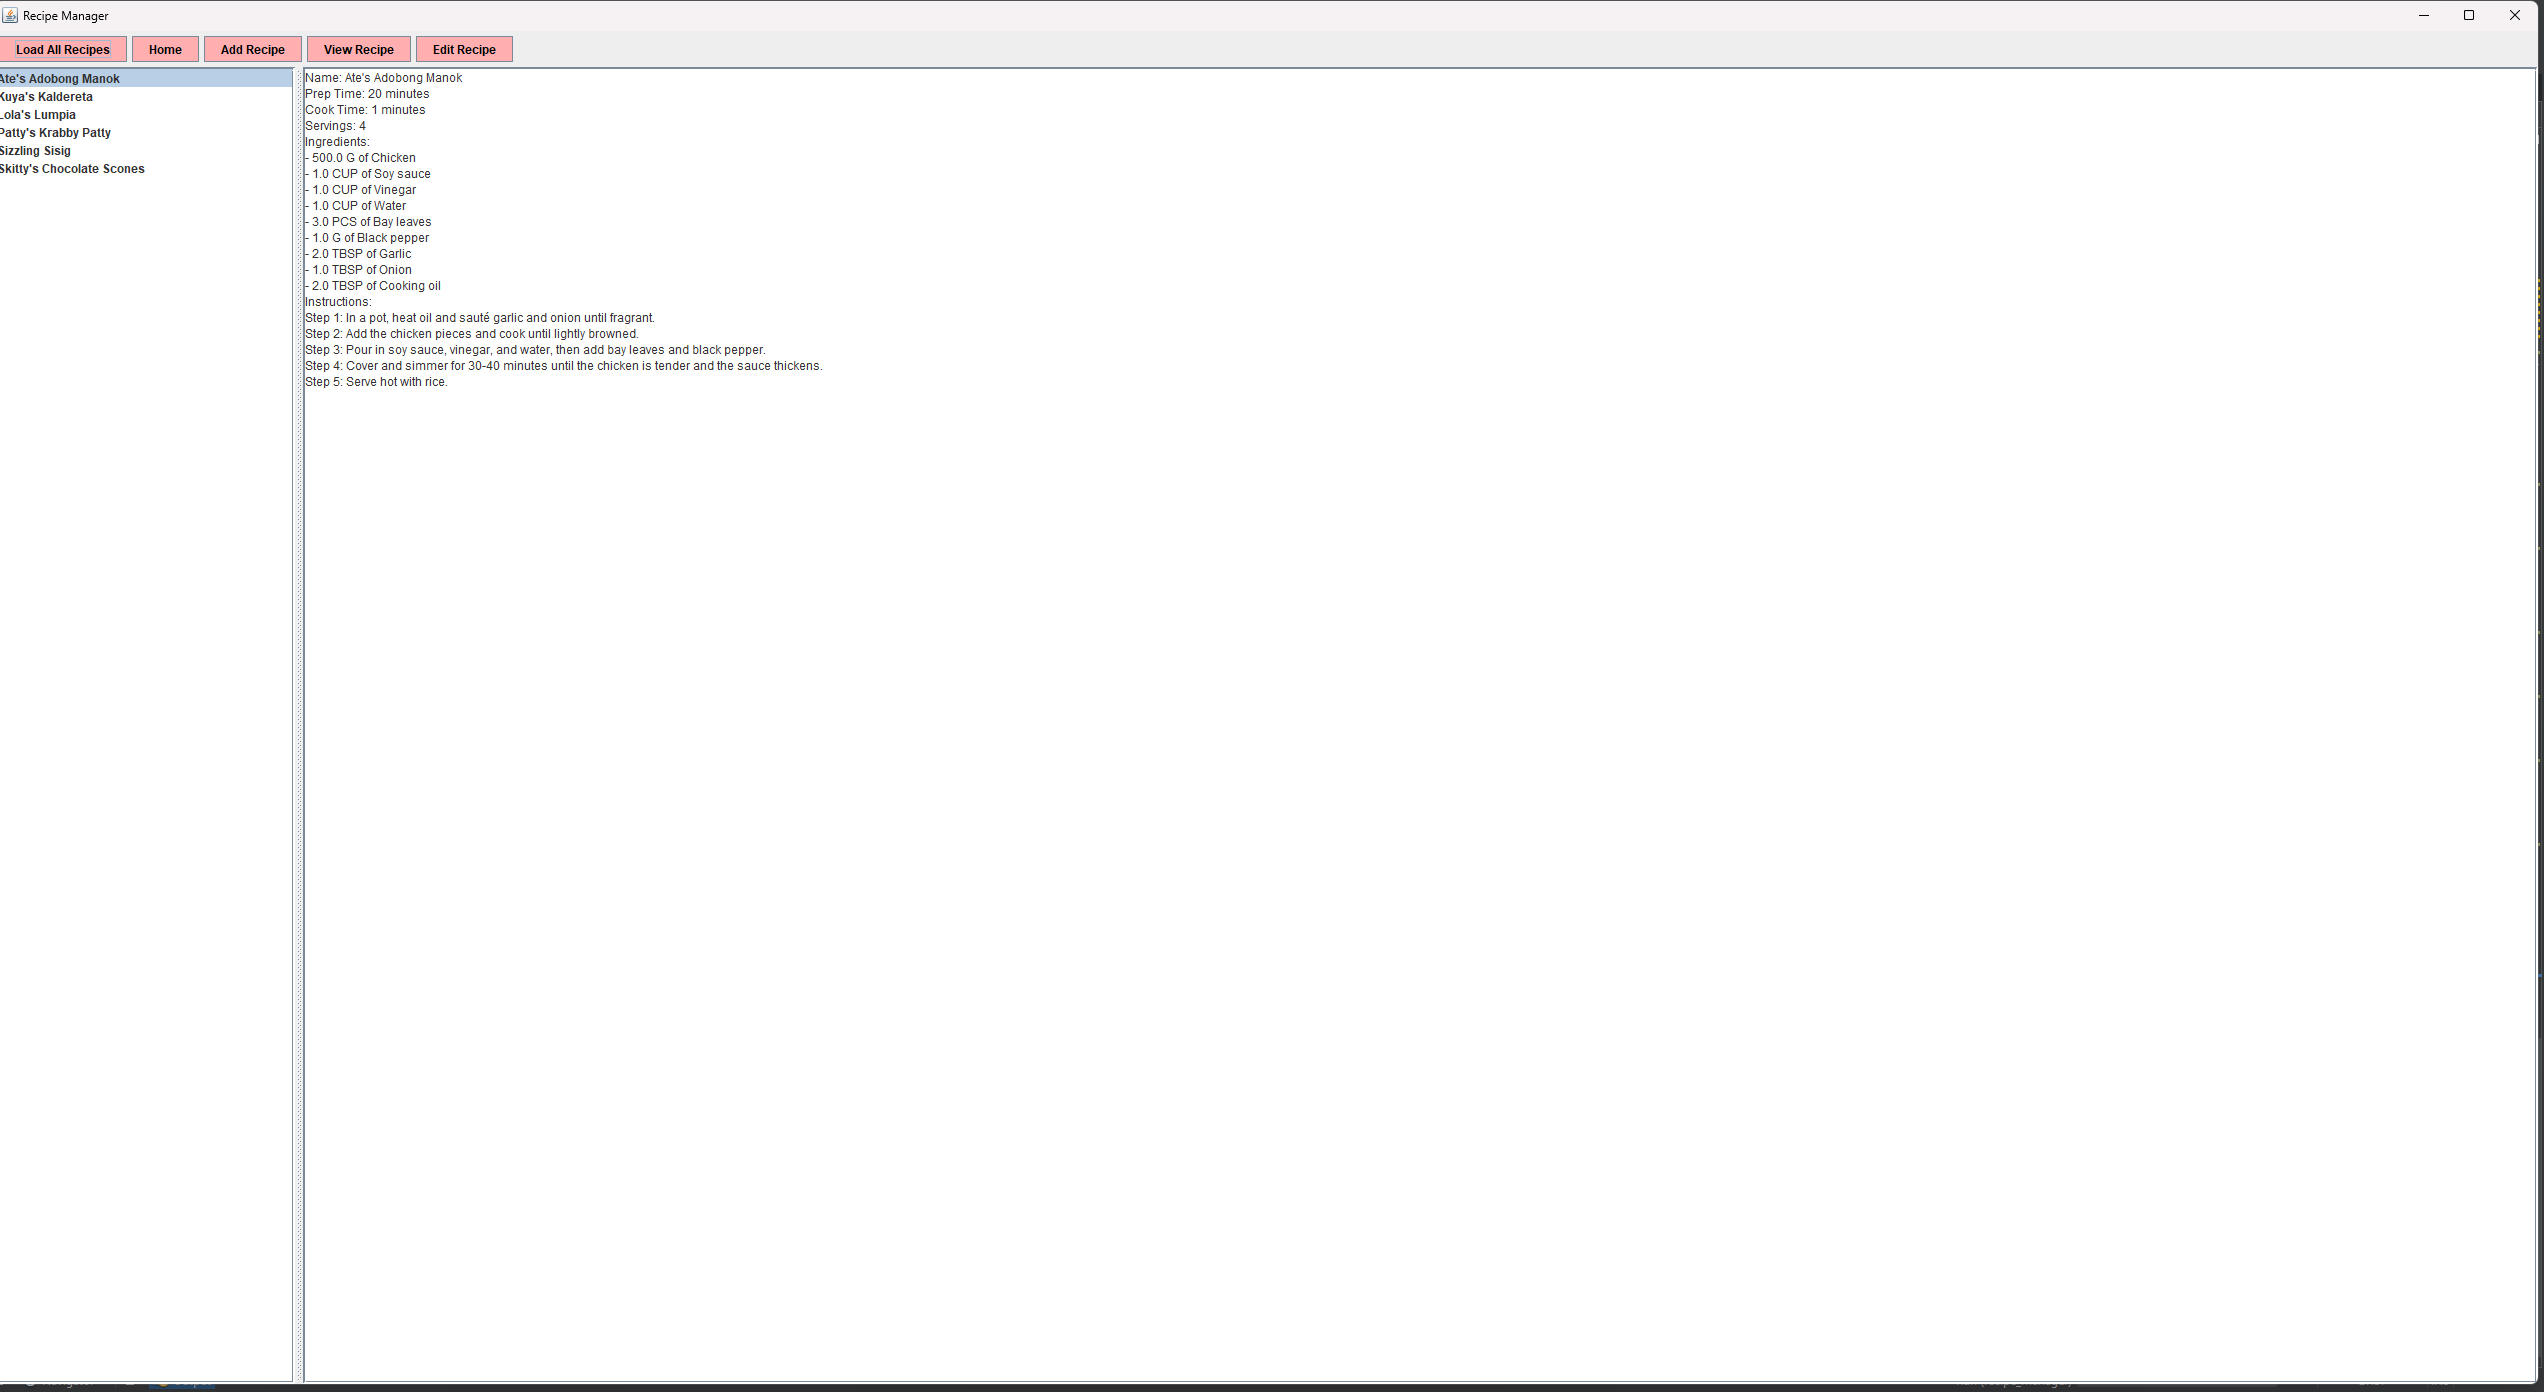 Recipe Manager
Load All Recipes Home Add Recipe View Recipe Edit Recipe
Ate's Adobong Manok
Kuya's Kaldereta
Lola's Lumpia
Patty's Krabby Patty
Sizzling Sisig
Skitty's Chocolate Scones
Name: Ate's Adobong Manok
Prep Time: 20 minutes
Cook Time: 1 minutes
Servings: 4
Ingredients:
- 500.0 G of Chicken
- 1.0 CUP of Soy sauce
- 1.0 CUP of Vinegar
- 1.0 CUP of Water
- 3.0 PCS of Bay leaves
- 1.0 G of Black pepper
- 2.0 TBSP of Garlic
- 1.0 TBSP of Onion
- 2.0 TBSP of Cooking oil
Instructions:
Step 1: In a pot, heat oil and sauté garlic and onion until fragrant.
Step 2: Add the chicken pieces and cook until lightly browned.
Step 3: Pour in soy sauce, vinegar, and water, then add bay leaves and black pepper.
Step 4: Cover and simmer for 30-40 minutes until the chicken is tender and the sauce thickens.
Step 5: Serve hot with rice.